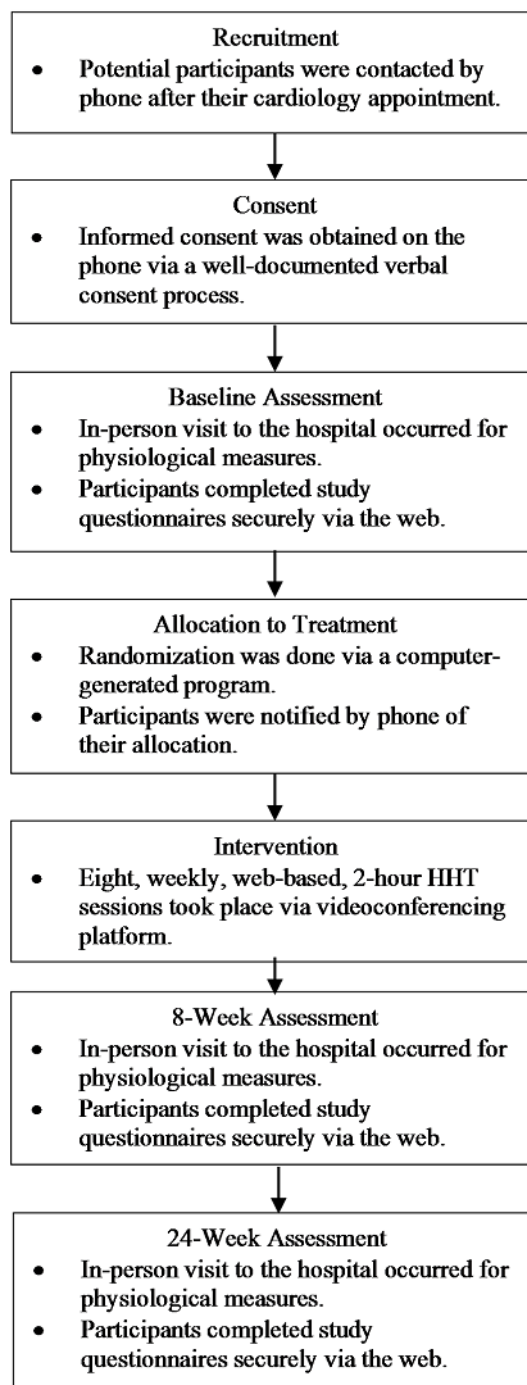 Recruitment
• Potential participants were contacted by
phone after their cardiology appointment.
Consent
• Informed consent was obtained on the
phone via a well-documented verbal
consent process.
Baseline Assessment
• In-person visit to the hospital occurred for
physiological measures.
• Participants completed study
questionnaires securely via the web.
Allocation to Treatment
• Randomization was done via a computer-
generated program.
• Participants were notified by phone of
their allocation.
Intervention
• Eight, weekly, web-based, 2-hour HHT
sessions took place via videoconferencing
platform.
8-Week Assessment
• In-person visit to the hospital occurred for
physiological measures.
• Participants completed study
questionnaires securely via the web.
24-Week Assessment
• In-person visit to the hospital occurred for
physiological measures.
• Participants completed study
questionnaires securely via the web.